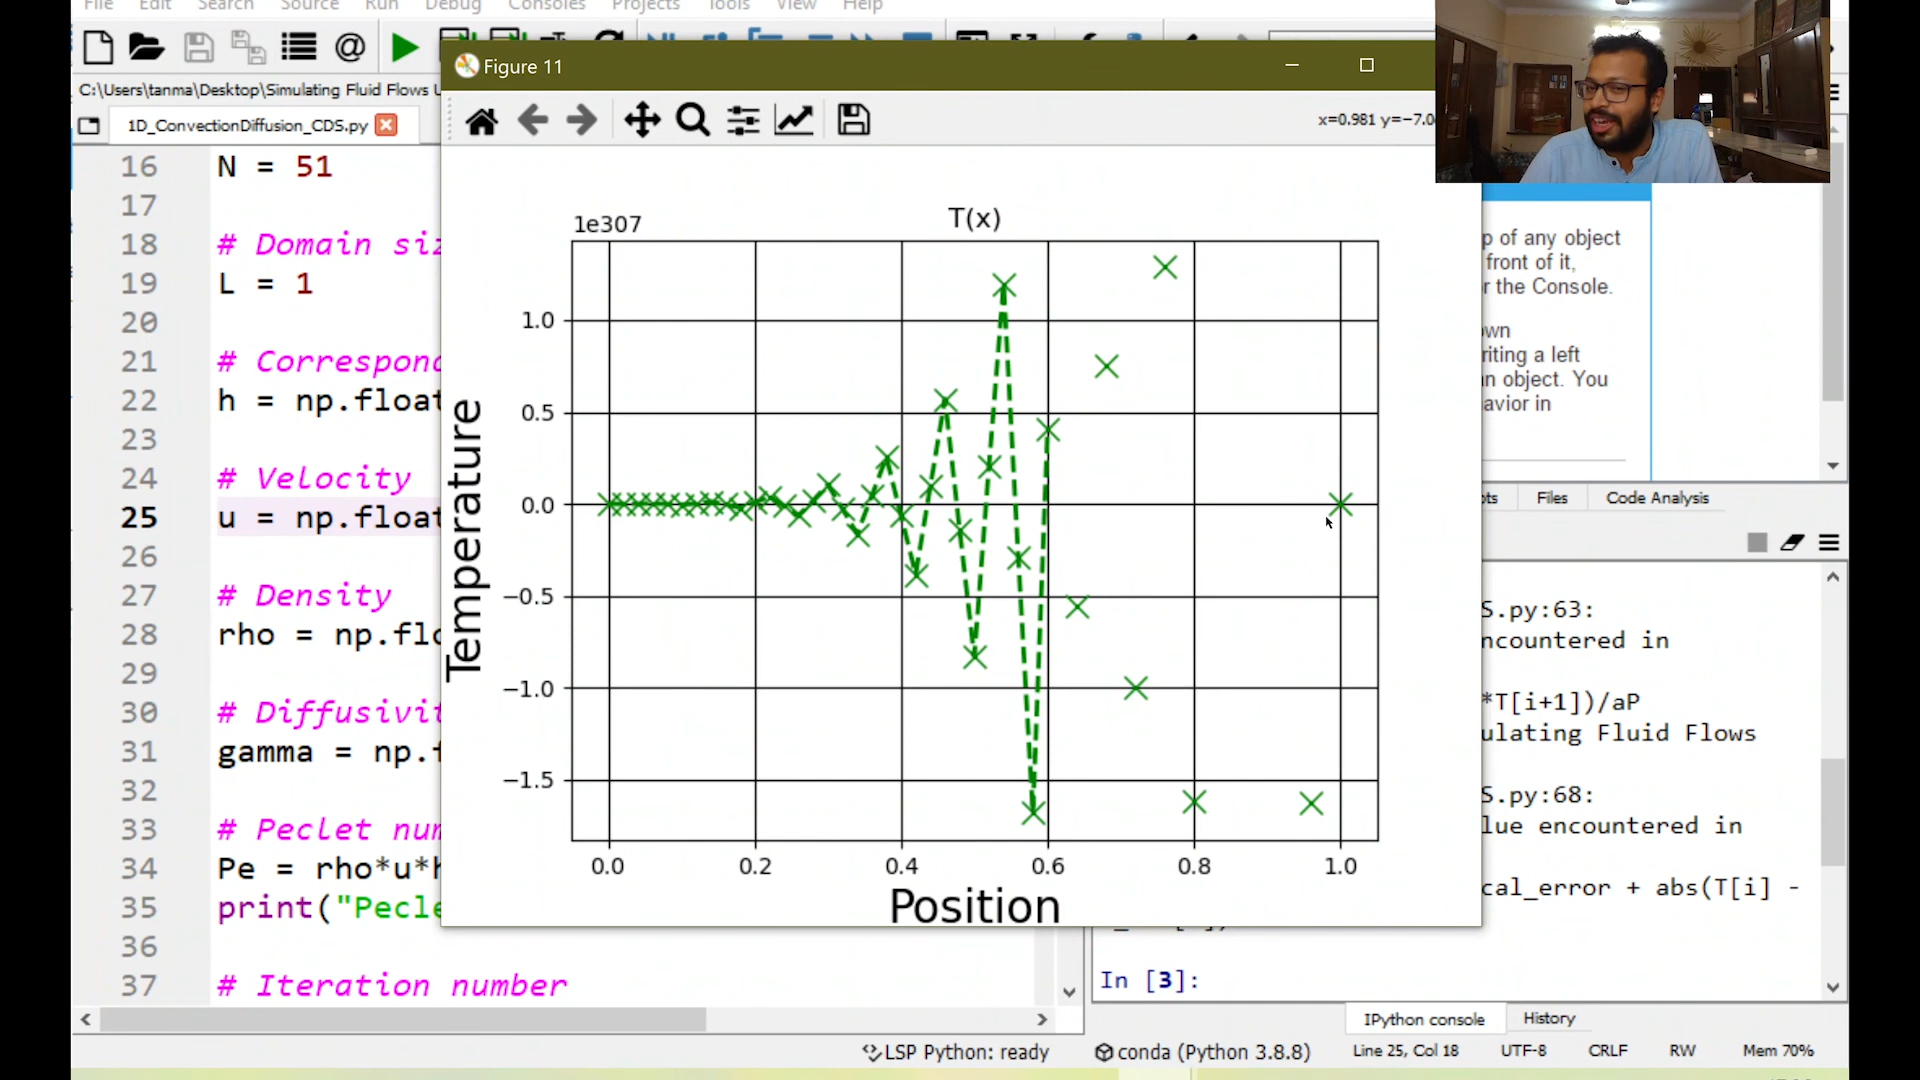 File Edit Search Source Run Debug Consoles Projects Tools View Help
C:\Users\tanma\Desktop\Simulating Fluid Flows
1D_ConvectionDiffusion_CDS.py
16 N = 51
17
18 # Domain
19 L = 1
20
21 # Correspon
22 h = np.float
23
24 # Velocity
25 u = np.float
26
27 # Density
28 rho = np.flo
29
30 # Diffusivit
31 gamma = np.
32
33 # Peclet num
34 Pe = rho*u*
35 print("Pecle
36
37 # Iteration number
Figure 11
x=0.981 y=−7.0
T(x)
1e307
1.0
0.5
0.0
−0.5
−1.0
−1.5
Temperature
0.0 0.2 0.4 0.6 0.8 1.0
Position
p of any object
front of it,
r the Console.
wn
riting a left
n object. You
avior in
ots Files Code Analysis
S.py:63:
ncountered in
*T[i+1])/aP
ulating Fluid Flows
S.py:68:
lue encountered in
cal_error + abs(T[i] -
In [3]:
IPython console History
LSP Python: ready conda (Python 3.8.8) Line 25, Col 18 UTF-8 CRLF RW Mem 70%